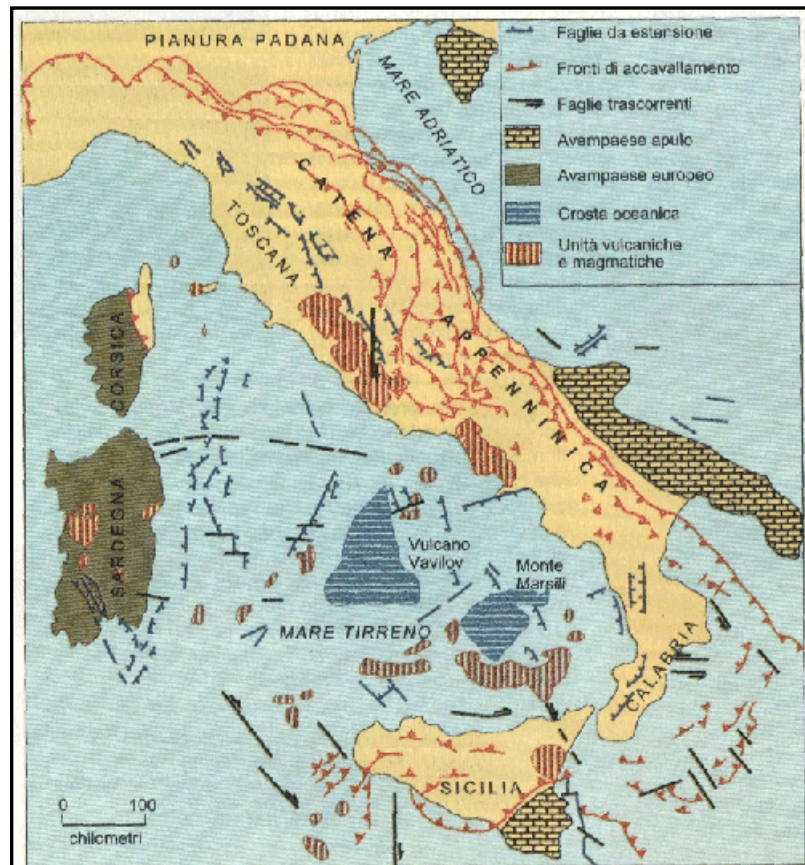 PIANURA PADANA
MARE ADRIATICO
Faglie da estensione
Fronti di accavallamento
Faglie trascorrenti
Avempaese apulo
Avampaese europeo
Crosta oceanica
Unità vulcaniche
e magmatiche
CATENA
TOSCANA
APPENNINICA
CORSICA
SARDEGNA
Vulcano
Vavilov
Monte
Marsili
MARE TIRRENO
CALABRIA
SICILIA
0 100
chilometri